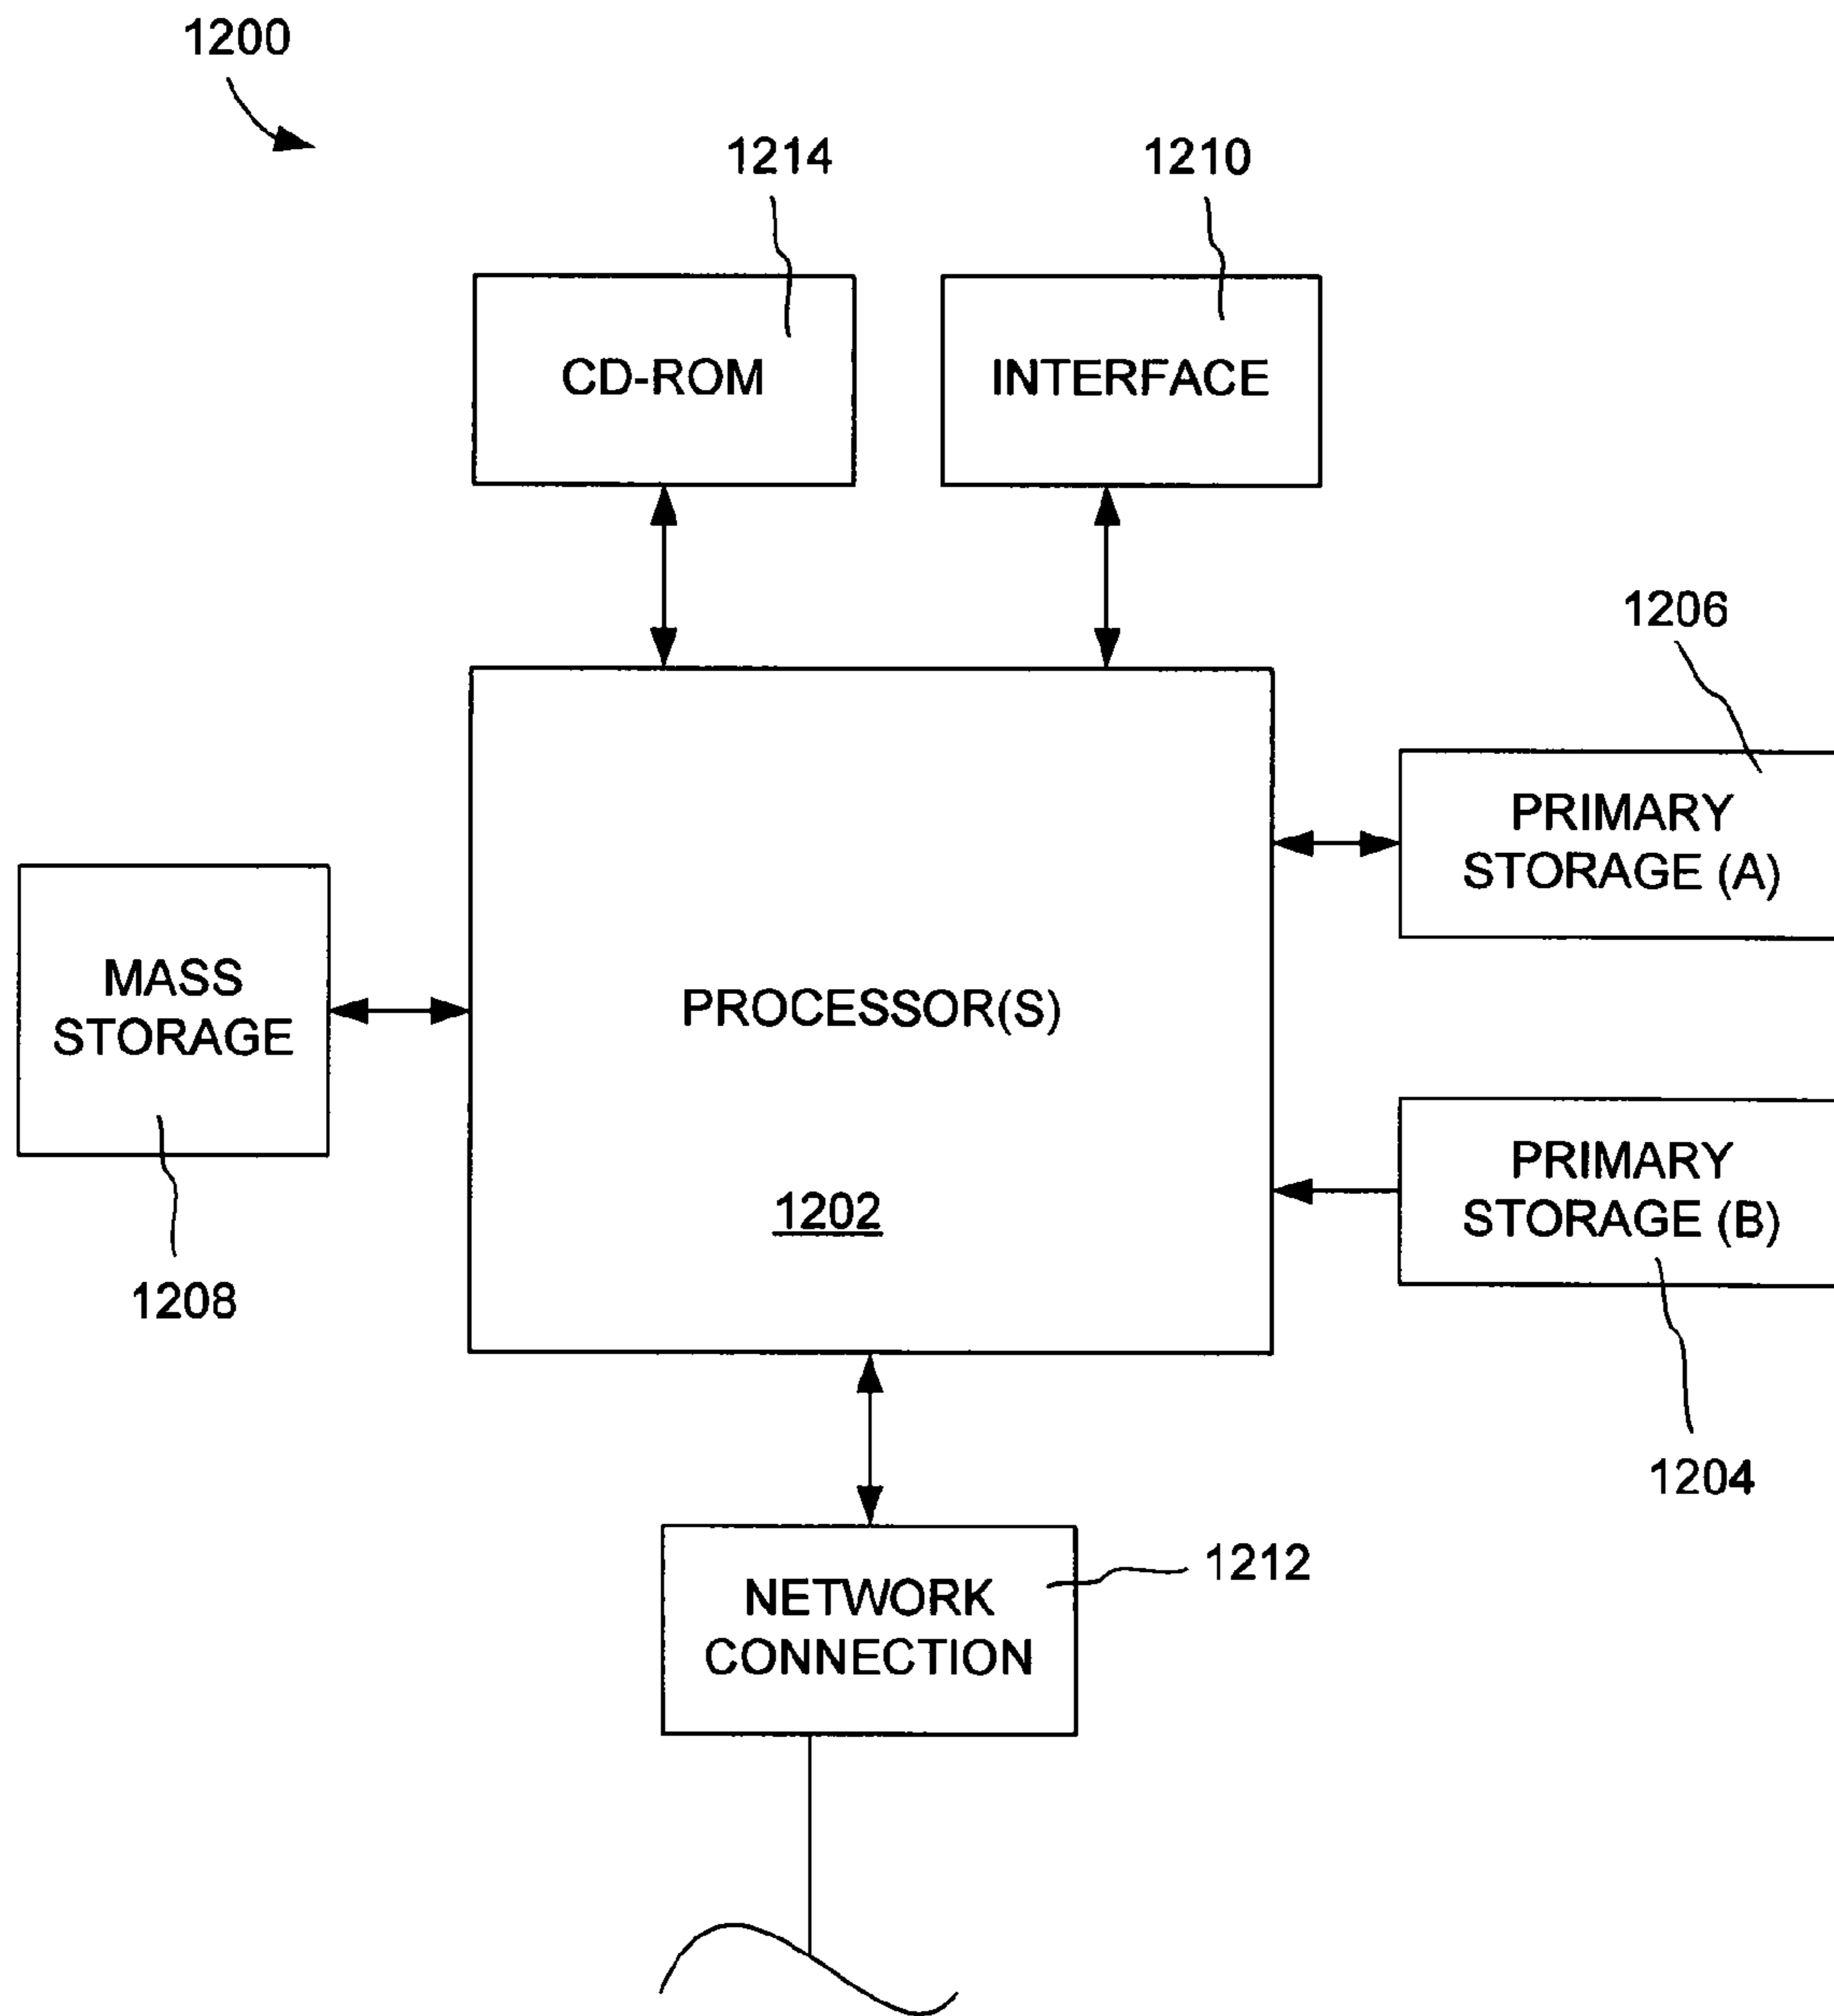 1200
1214
1210
CD-ROM
INTERFACE
1206
PRIMARY
STORAGE (A)
MASS
STORAGE
1208
PROCESSOR(S)
1202
PRIMARY
STORAGE (B)
1204
1212
NETWORK
CONNECTION